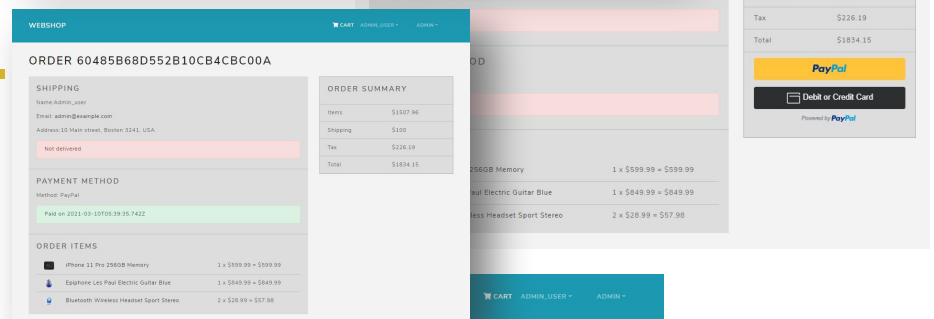 WEBSHOP
CART ADMIN_USER ADMIN
ORDER 60485B68D552B10CB4CBC00A
SHIPPING
Name:Admin_user
Email: admin@example.com
Address:10 Main street, Boston 3241, USA
Not delivered
PAYMENT METHOD
Method: PayPal
Paid on 2021-03-10T05:39:35.742Z
ORDER ITEMS
iPhone 11 Pro 256GB Memory 1 x $599.99 = $599.99
Epiphone Les Paul Electric Guitar Blue 1 x $849.99 = $849.99
Bluetooth Wireless Headset Sport Stereo 2 x $28.99 = $57.98
ORDER SUMMARY
Items $1507.96
Shipping $100
Tax $226.19
Total $1834.15
OD
256GB Memory 1 x $599.99 = $599.99
aul Electric Guitar Blue 1 x $849.99 = $849.99
less Headset Sport Stereo 2 x $28.99 = $57.98
Tax $226.19
Total $1834.15
PayPal
Debit or Credit Card
Powered by PayPal
CART ADMIN_USER ADMIN